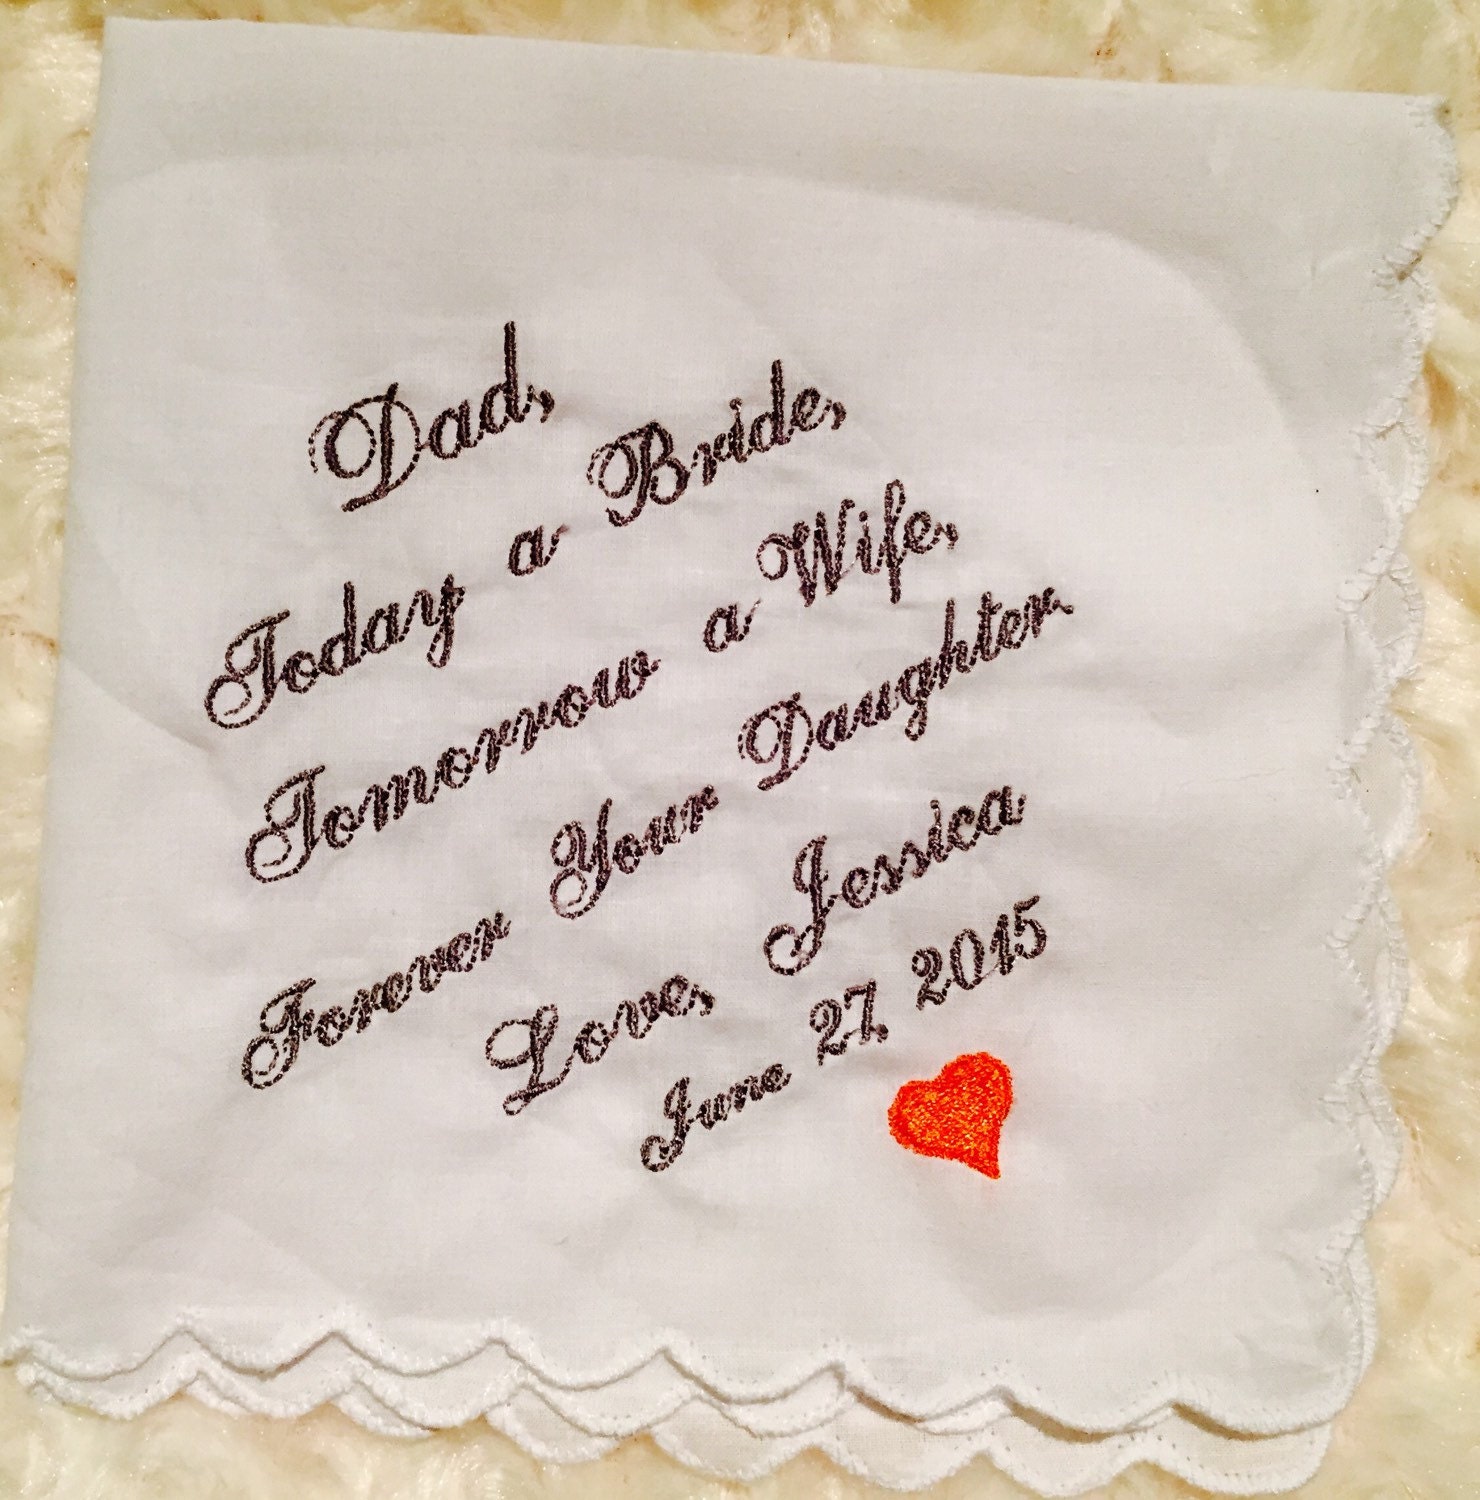 Dad,
Today a Bride,
Tomorrow a Wife,
Forever Your Daughter.
Love, Jessica
June 27, 2015